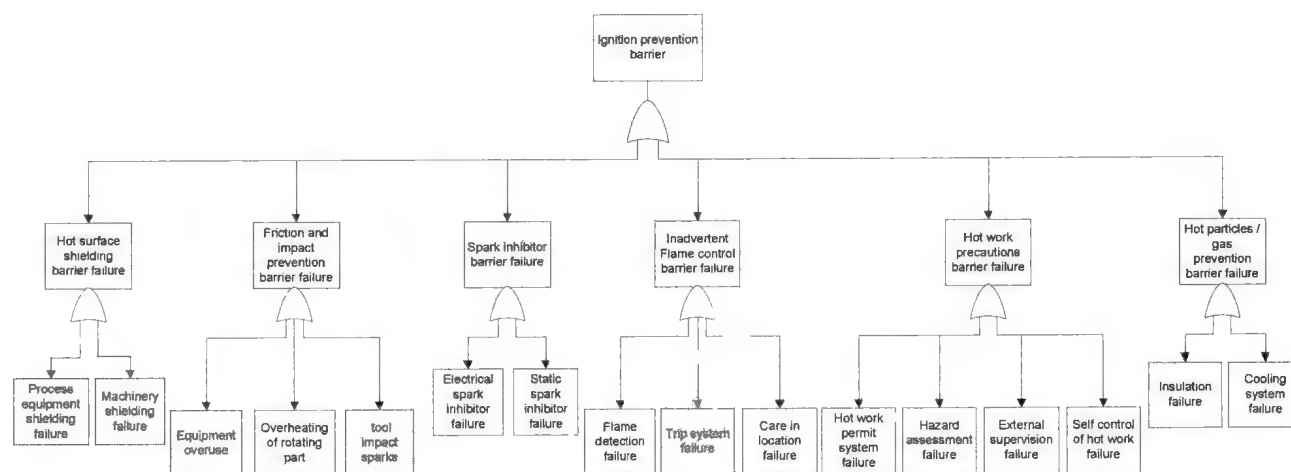 Ignition prevention
barrier
Hot surface
shielding
barrier failure
Friction and
impact
prevention
barrier failure
Spark inhibitor
barrier failure
Inadvertent
Flame control
barrier failure
Hot work
precautions
barrier failure
Hot particles /
gas
prevention
barrier failure
Process
equipment
shielding
failure
Machinery
shielding
failure
Equipment
overuse
Overheating
of rotating
part
tool
impact
sparks
Electrical
spark
inhibitor
failure
Static
spark
inhibitor
failure
Flame
detection
failure
Trip system
failure
Care in
location
failure
Hot work
permit
system
failure
Hazard
assessment
failure
External
supervision
failure
Self control
of hot work
failure
Insulation
failure
Cooling
system
failure